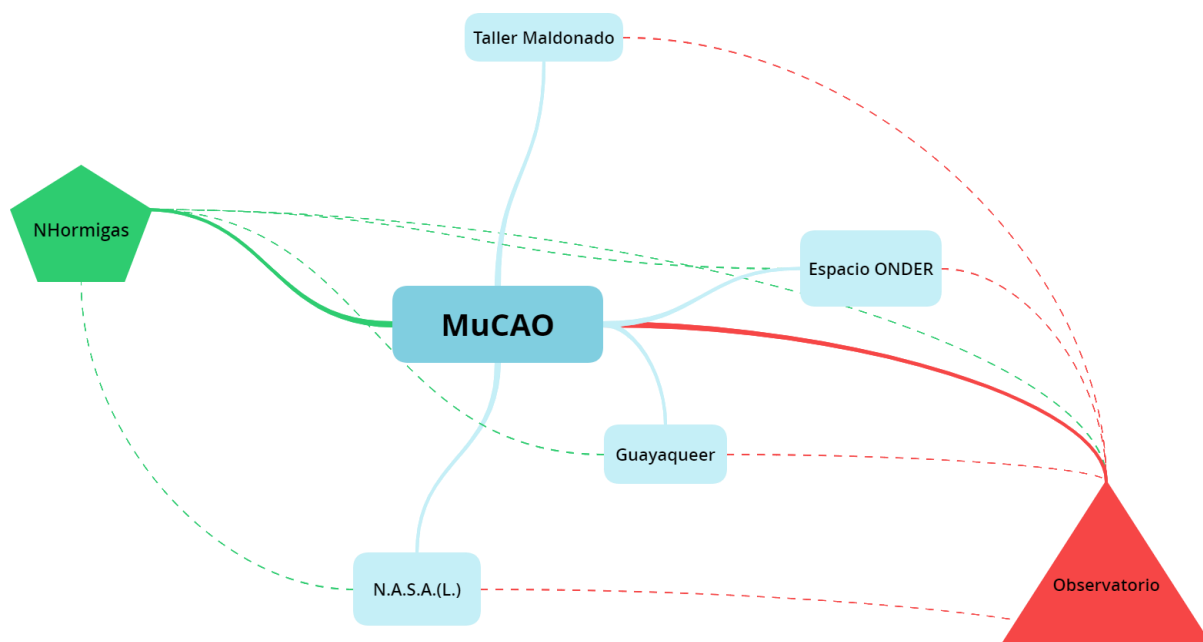 Taller Maldonado
NHormigas
Espacio ONDER
MuCAO
Guayaqueer
N.A.S.A.(L.)
Observatorio